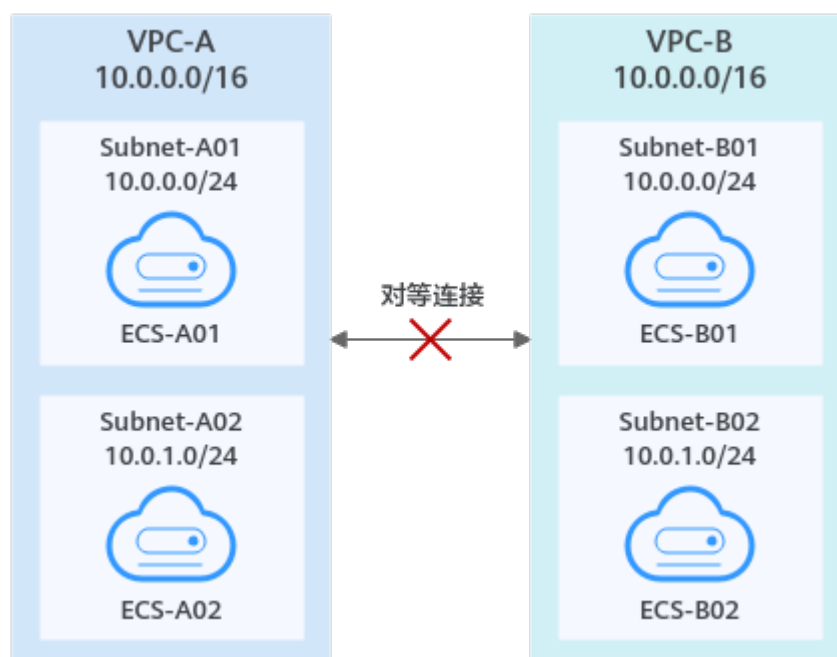 VPC-A
10.0.0.0/16
Subnet-A01
10.0.0.0/24
ECS-A01
Subnet-A02
10.0.1.0/24
ECS-A02
对等连接
VPC-B
10.0.0.0/16
Subnet-B01
10.0.0.0/24
ECS-B01
Subnet-B02
10.0.1.0/24
ECS-B02